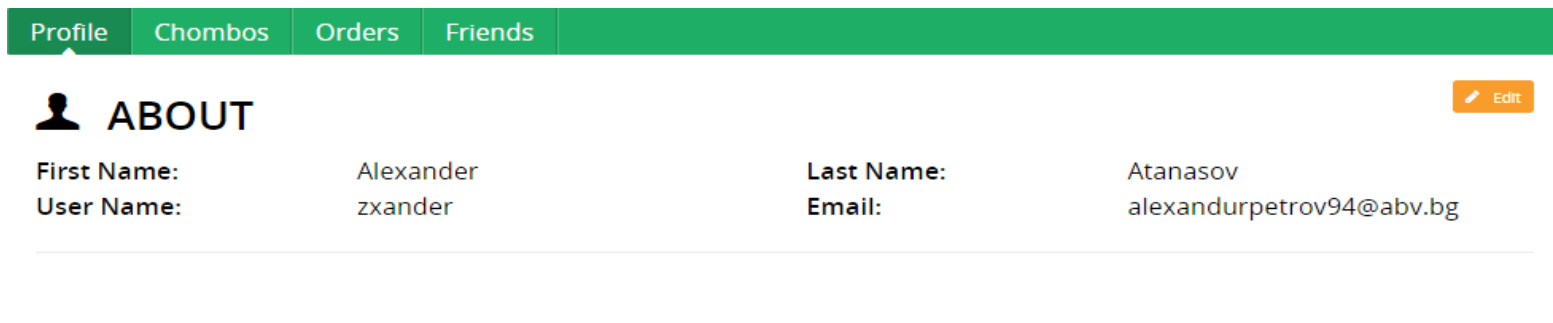 Profile Chombos Orders Friends
ABOUT
Edit
First Name: Alexander Last Name: Atanasov
User Name: zxander Email: alexandurpetrov94@abv.bg